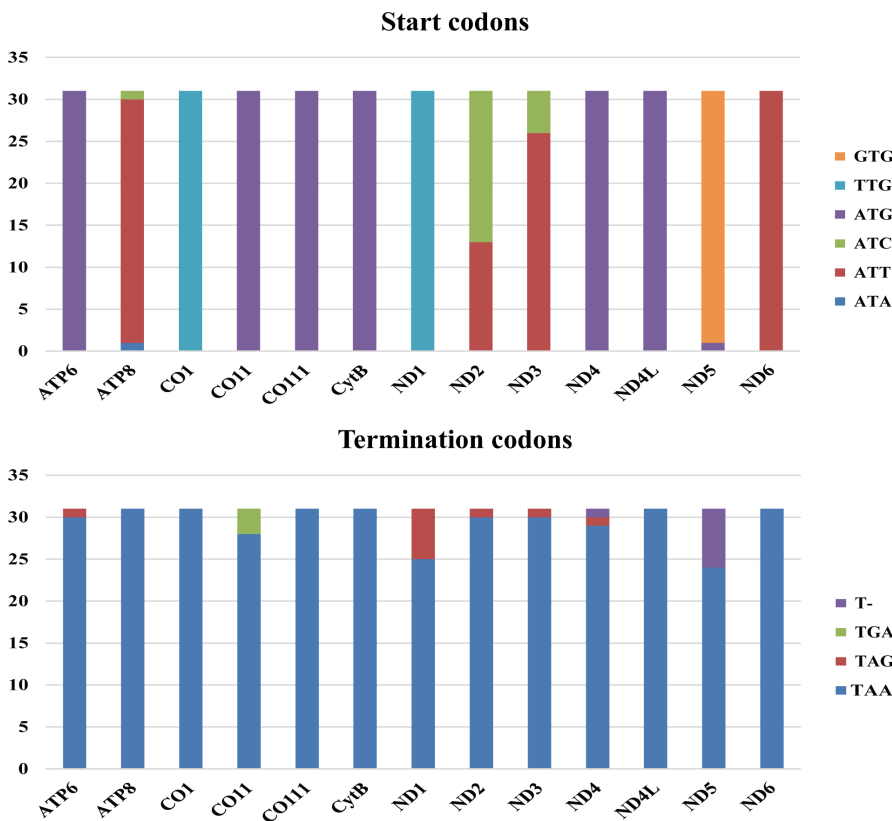 Start codons
35
30
25
20
15
10
5
0
ATP6 ATP8 CO1 CO11 CO111 CytB ND1 ND2 ND3 ND4 ND4L ND5 ND6
GTG
TTG
ATG
ATC
ATT
ATA
Termination codons
35
30
25
20
15
10
5
0
ATP6 ATP8 CO1 CO11 CO111 CytB ND1 ND2 ND3 ND4 ND4L ND5 ND6
T-
TGA
TAG
TAA